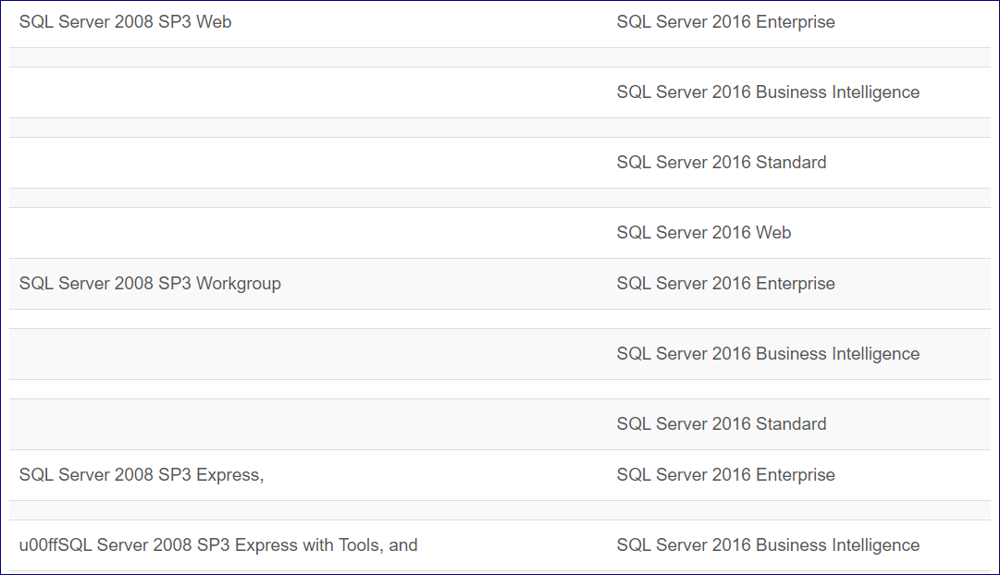 SQL Server 2008 SP3 Web SQL Server 2016 Enterprise
SQL Server 2016 Business Intelligence
SQL Server 2016 Standard
SQL Server 2016 Web
SQL Server 2008 SP3 Workgroup SQL Server 2016 Enterprise
SQL Server 2016 Business Intelligence
SQL Server 2016 Standard
SQL Server 2008 SP3 Express, SQL Server 2016 Enterprise
u00ffSQL Server 2008 SP3 Express with Tools, and SQL Server 2016 Business Intelligence